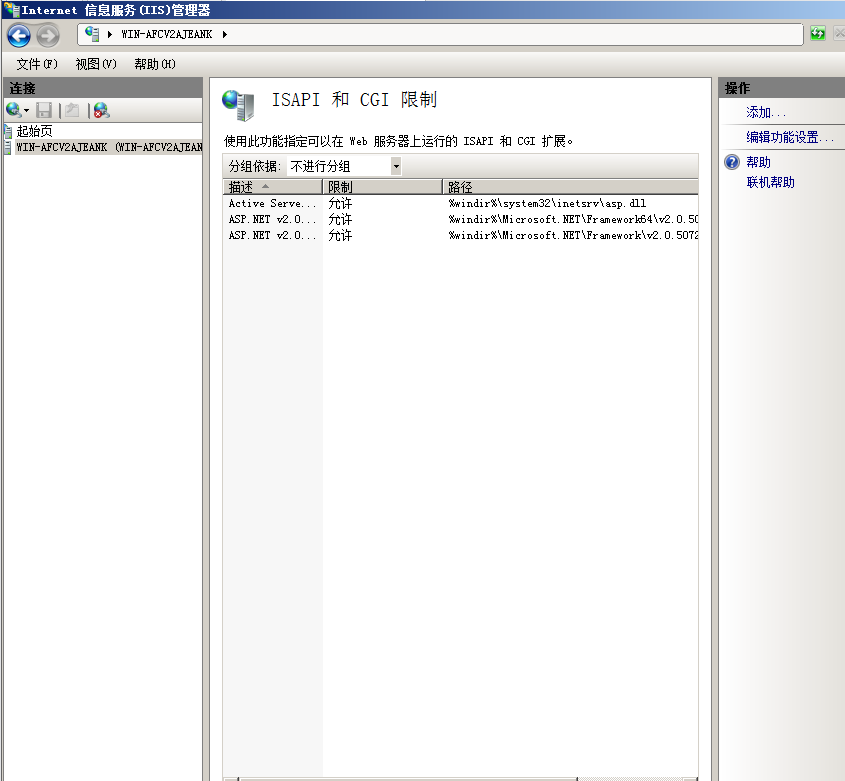 Internet 信息服务(IIS)管理器
WIN-AFCV2AJEANK
文件(F) 视图(V) 帮助(H)
连接
起始页
WIN-AFCV2AJEANK (WIN-AFCV2AJEAN
ISAPI 和 CGI 限制
使用此功能指定可以在 Web 服务器上运行的 ISAPI 和 CGI 扩展。
分组依据: 不进行分组
描述 限制 路径
Active Serve... 允许 %windir%\system32\inetsrv\asp.dll
ASP.NET v2.0... 允许 %windir%\Microsoft.NET\Framework64\v2.0.50
ASP.NET v2.0... 允许 %windir%\Microsoft.NET\Framework\v2.0.5072
操作
添加...
编辑功能设置...
帮助
联机帮助